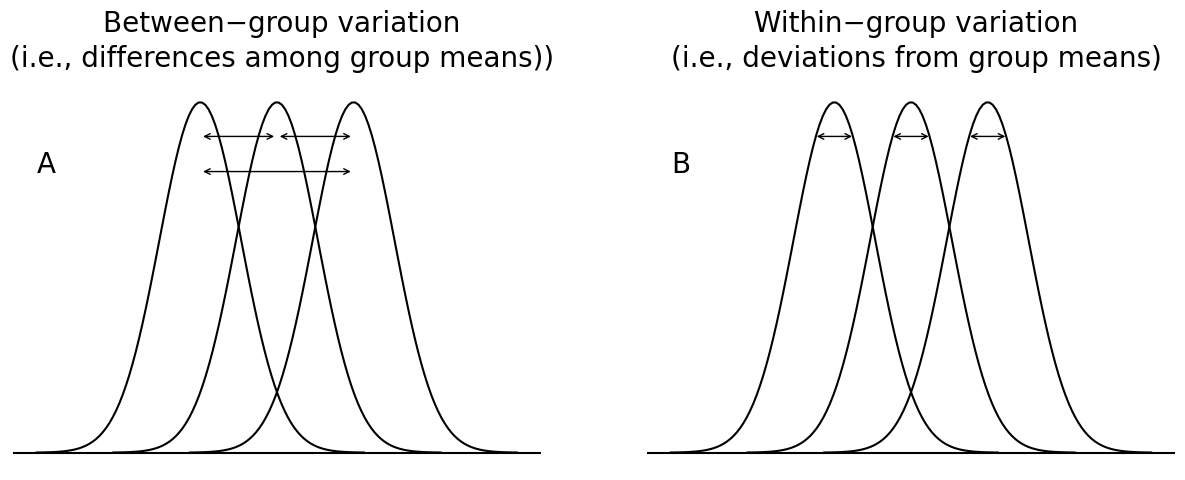 Between−group variation
(i.e., differences among group means))
A
Within−group variation
(i.e., deviations from group means)
B